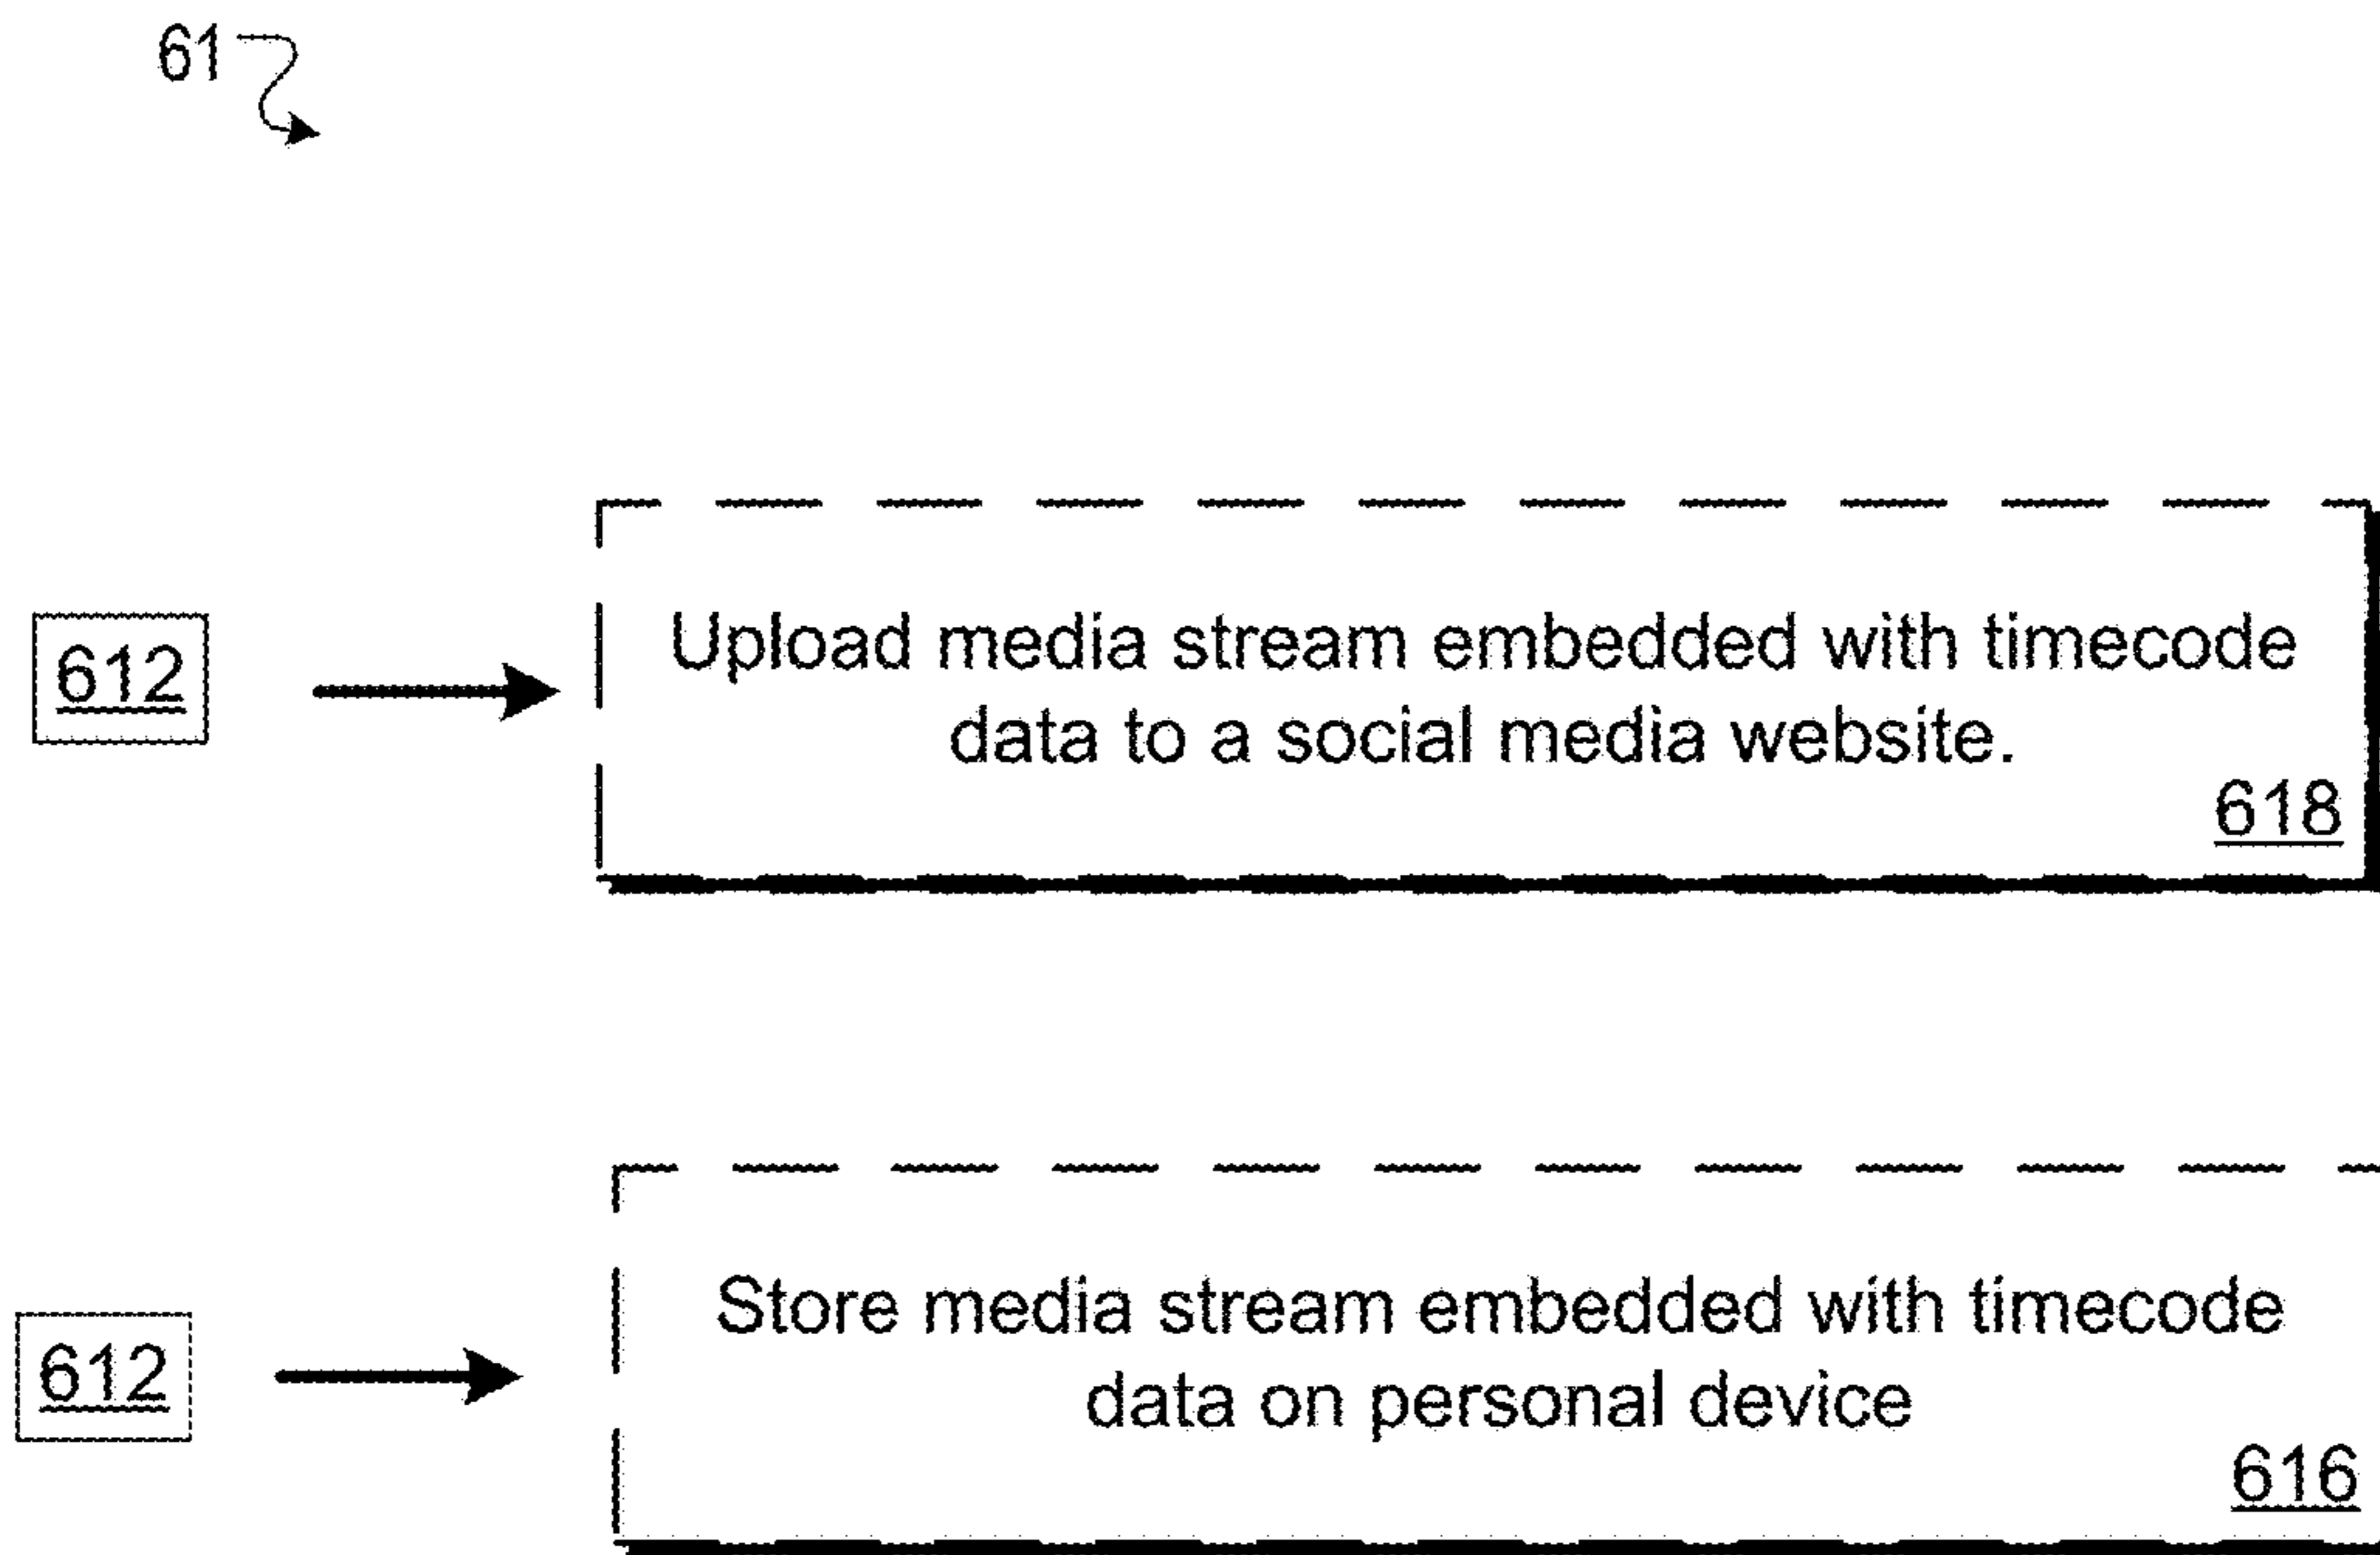 61
612
Upload media stream embedded with timecode
data to a social media website.
618
612
Store media stream embedded with timecode
data on personal device
616